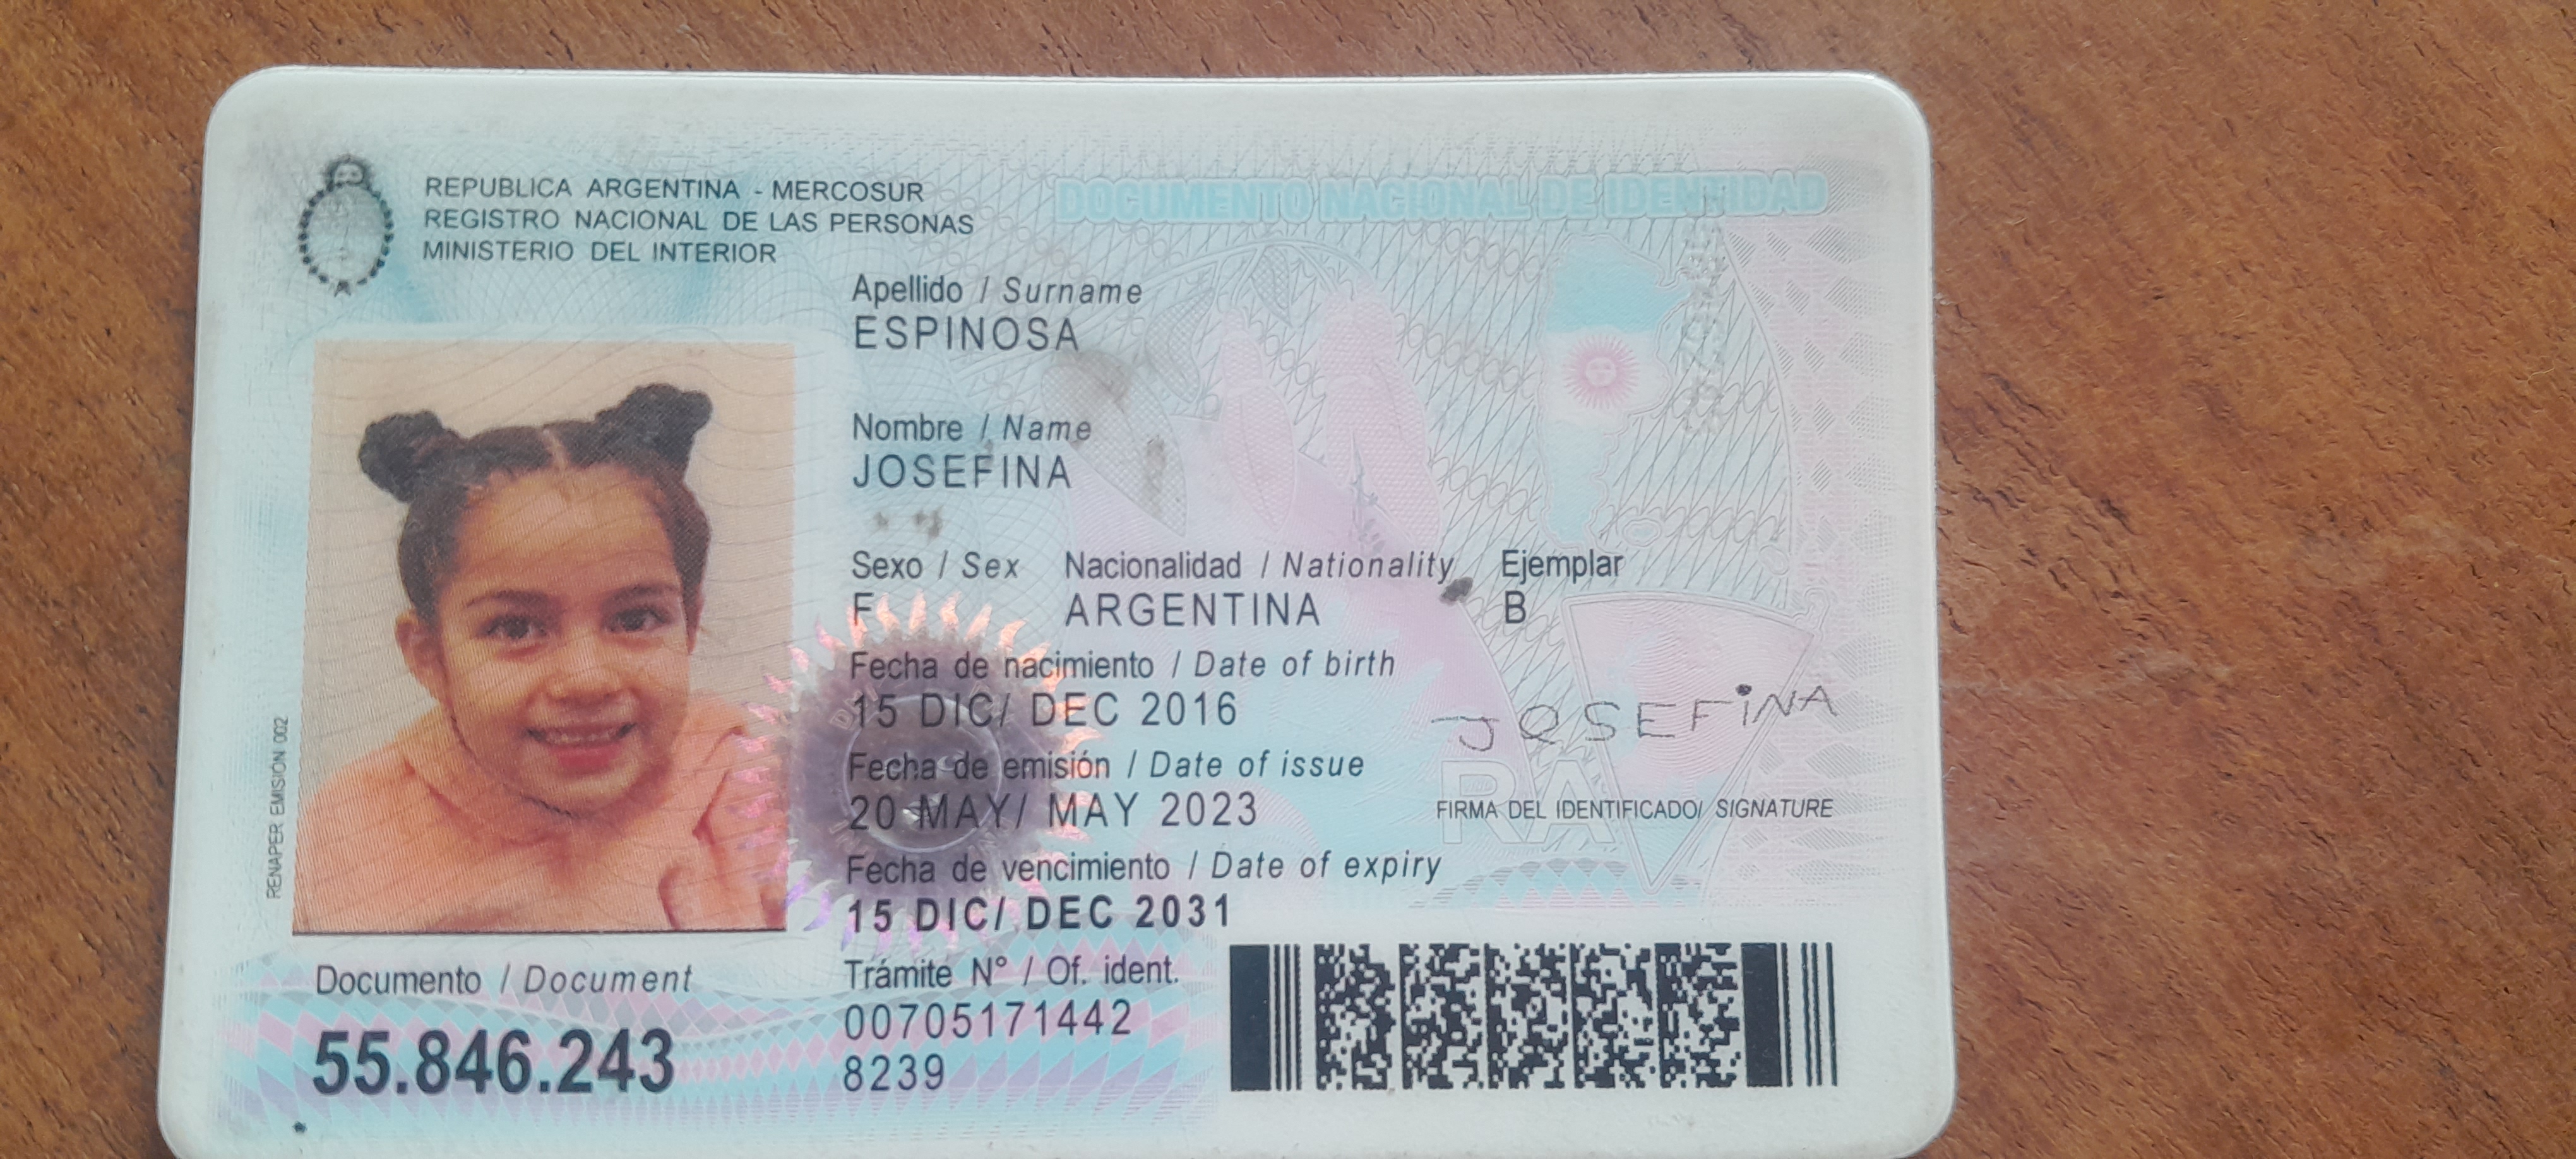 REPUBLICA ARGENTINA - MERCOSUR
REGISTRO NACIONAL DE LAS PERSONAS
MINISTERIO DEL INTERIOR
DOCUMENTO NACIONAL DE IDENTIDAD
RENAPER EMISIÓN 002
Apellido / Surname
ESPINOSA
Nombre / Name
JOSEFINA
Sexo / Sex Nacionalidad / Nationality Ejemplar
F ARGENTINA B
Fecha de nacimiento / Date of birth
15 DIC/ DEC 2016
Fecha de emisión / Date of issue
20 MAY/ MAY 2023
Fecha de vencimiento / Date of expiry
15 DIC/ DEC 2031
JOSEFiNA
FIRMA DEL IDENTIFICADO/ SIGNATURE
Documento / Document
55.846.243
Trámite N° / Of. ident.
00705171442
8239
RA